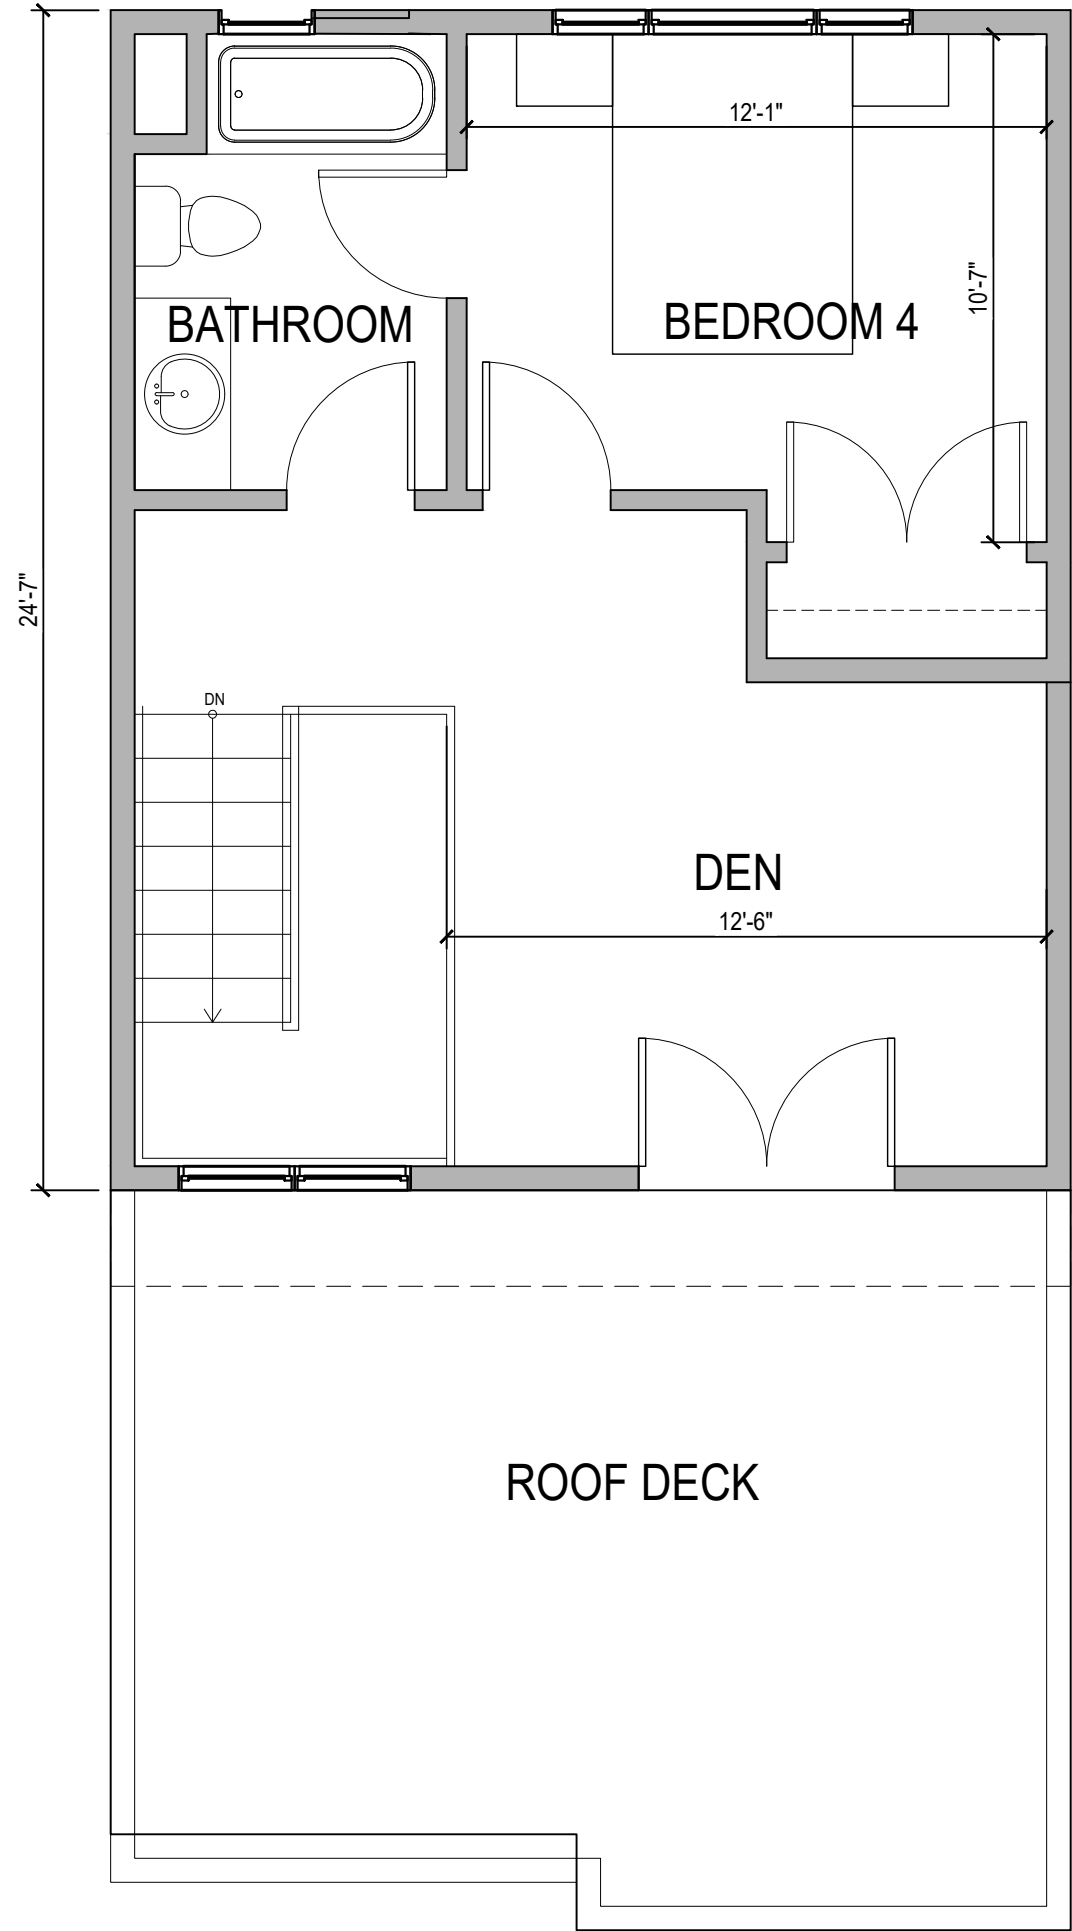 12'-1"
10'-7"
BATHROOM
BEDROOM 4
24'-7"
DN
DEN
12'-6"
ROOF DECK